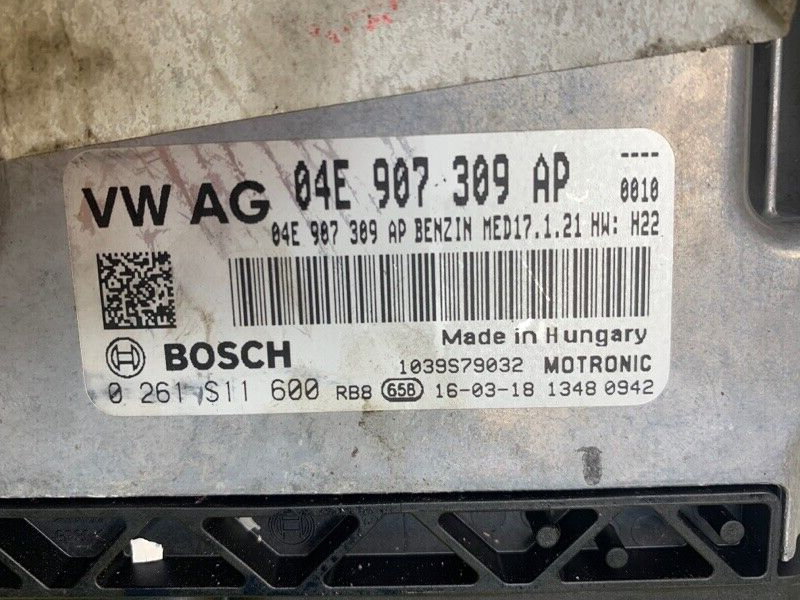 VW AG 04E 907 309 AP ----
0010
04E 907 309 AP BENZIN MED17.1.21 HW: H22
Made in Hungary
BOSCH 1039S79032 MOTRONIC
0 261 S11 600 RB8 65B 16-03-18 1348 0942